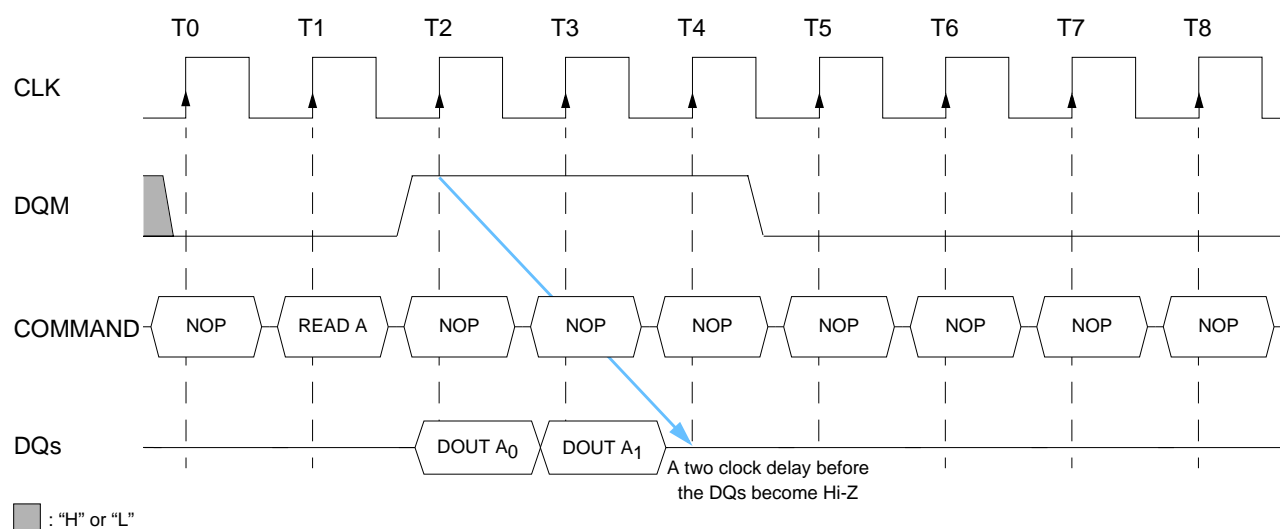 T0 T1 T2 T3 T4 T5 T6 T7 T8
CLK
DQM
COMMAND NOP READ A NOP NOP NOP NOP NOP NOP NOP
DQs DOUT A0 DOUT A1
A two clock delay before
the DQs become Hi-Z
: “H” or “L”